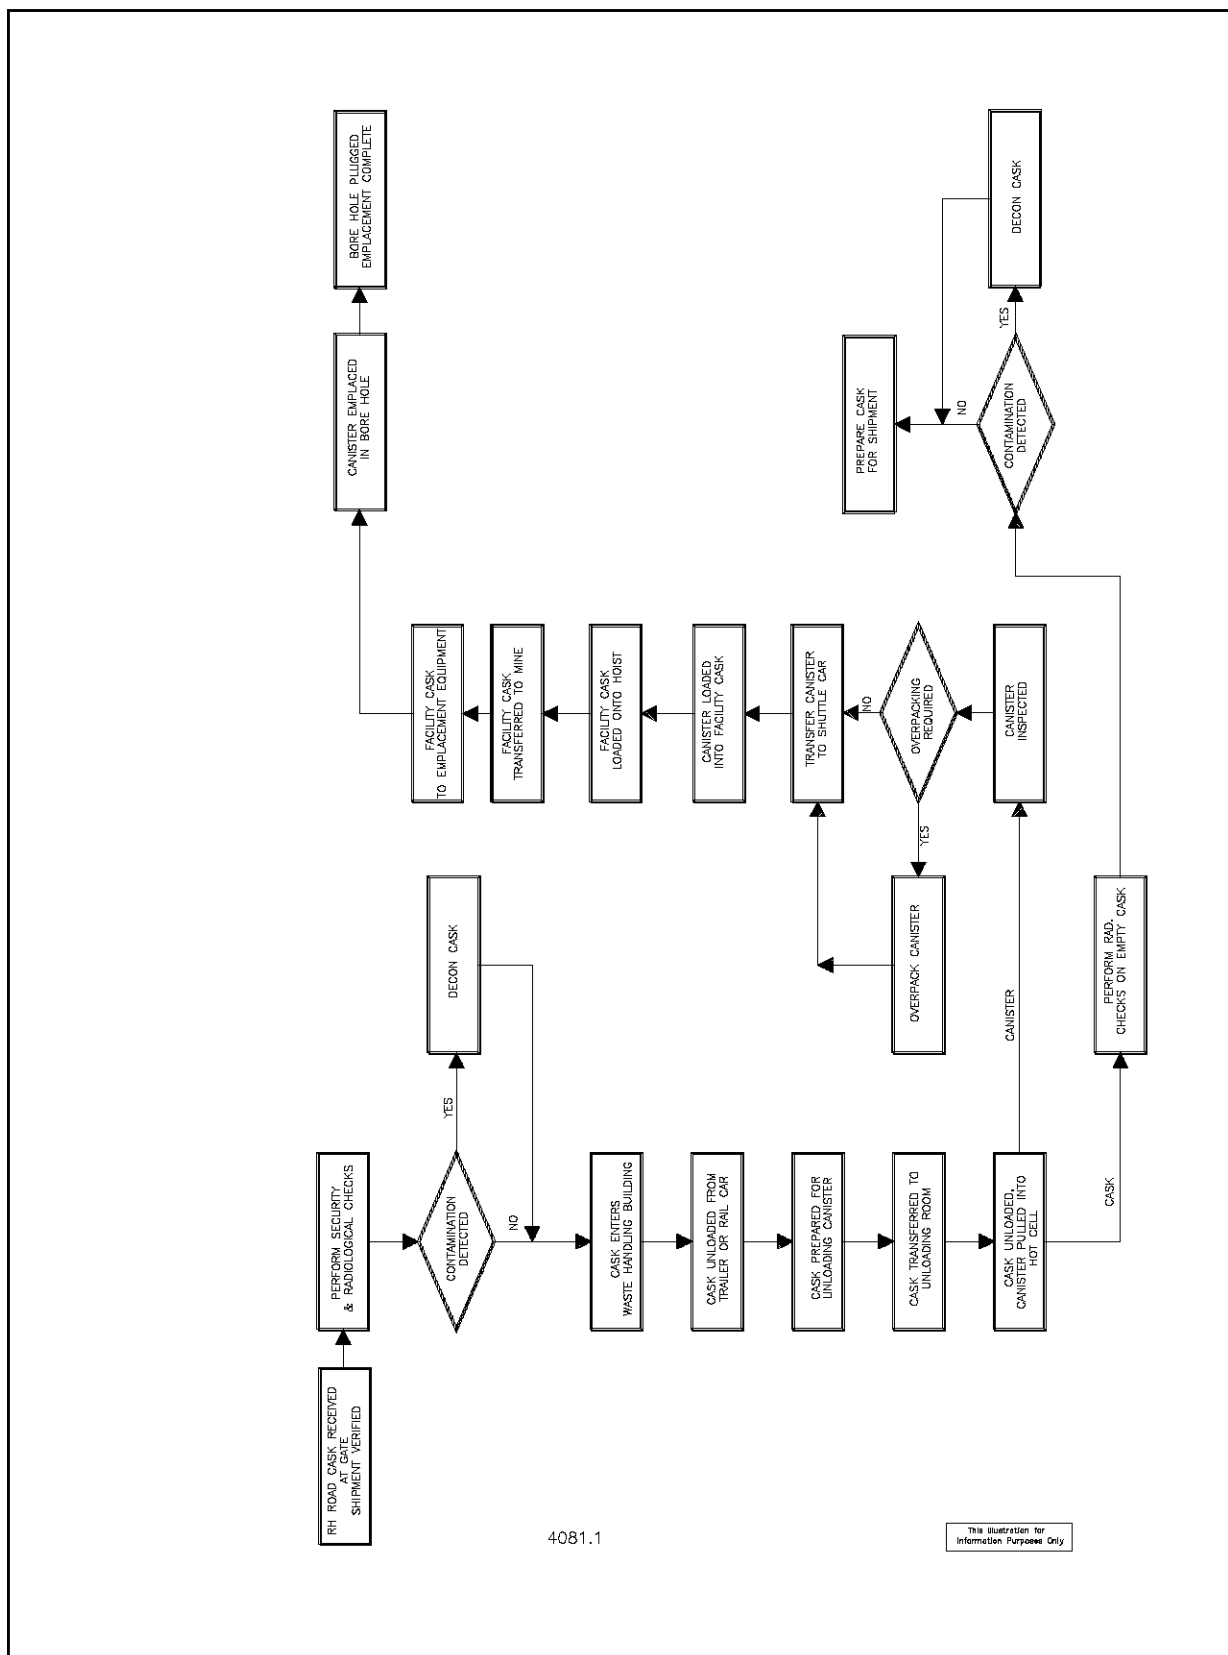 RH ROAD CASK RECEIVED
AT GATE
SHIPMENT VERIFIED
PERFORM SECURITY
& RADIOLOGICAL CHECKS
CONTAMINATION
DETECTED
YES
DECON CASK
NO
CASK ENTERS
WASTE HANDLING BUILDING
CASK UNLOADED FROM
TRAILER OR RAIL CAR
CASK PREPARED FOR
UNLOADING CANISTER
CASK TRANSFERRED TO
UNLOADING ROOM
CASK UNLOADED,
CANISTER PULLED INTO
HOT CELL
CANISTER
CASK
CANISTER
INSPECTED
OVERPACKING
REQUIRED
YES
OVERPACK CANISTER
NO
TRANSFER CANISTER
TO SHUTTLE CAR
CANISTER LOADED
INTO FACILITY CASK
FACILITY CASK
LOADED ONTO HOIST
FACILITY CASK
TRANSFERRED TO MINE
FACILITY CASK
TO EMPLACEMENT EQUIPMENT
CANISTER EMPLACED
IN BORE HOLE
BORE HOLE PLUGGED
EMPLACEMENT COMPLETE
PERFORM RAD.
CHECKS ON EMPTY CASK
CONTAMINATION
DETECTED
YES
DECON CASK
NO
PREPARE CASK
FOR SHIPMENT
4081.1
This Illustration for
Information Purposes Only